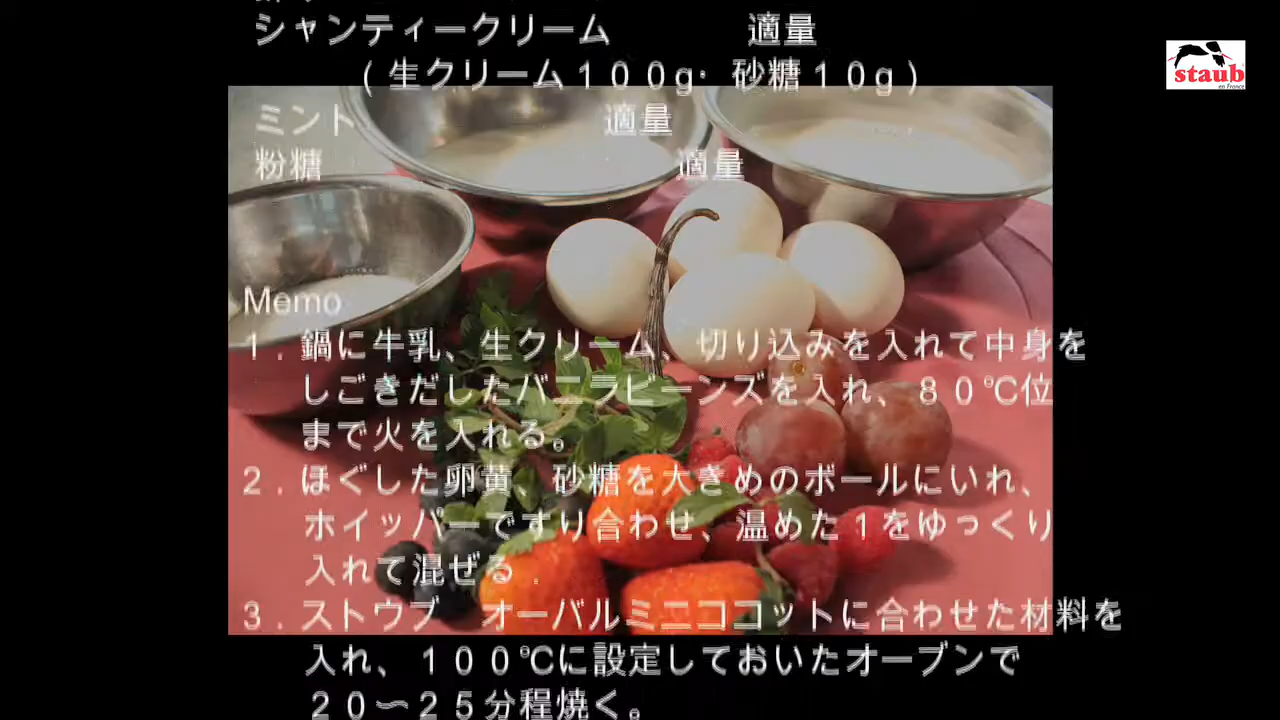 シャンティークリーム 適量
(生クリーム100g・砂糖10g)
ミント 適量
粉糖 適量
Memo
1.鍋に牛乳、生クリーム、切り込みを入れて中身を
しごきだしたバニラビーンズを入れ、80℃位
まで火を入れる。
2.ほぐした卵黄、砂糖を大きめのボールにいれ、
ホイッパーですり合わせ、温めた1をゆっくり
入れて混ぜる.
3.ストウブ オーバルミニココットに合わせた材料を
入れ、100℃に設定しておいたオーブンで
20〜25分程焼く。
staub
en France